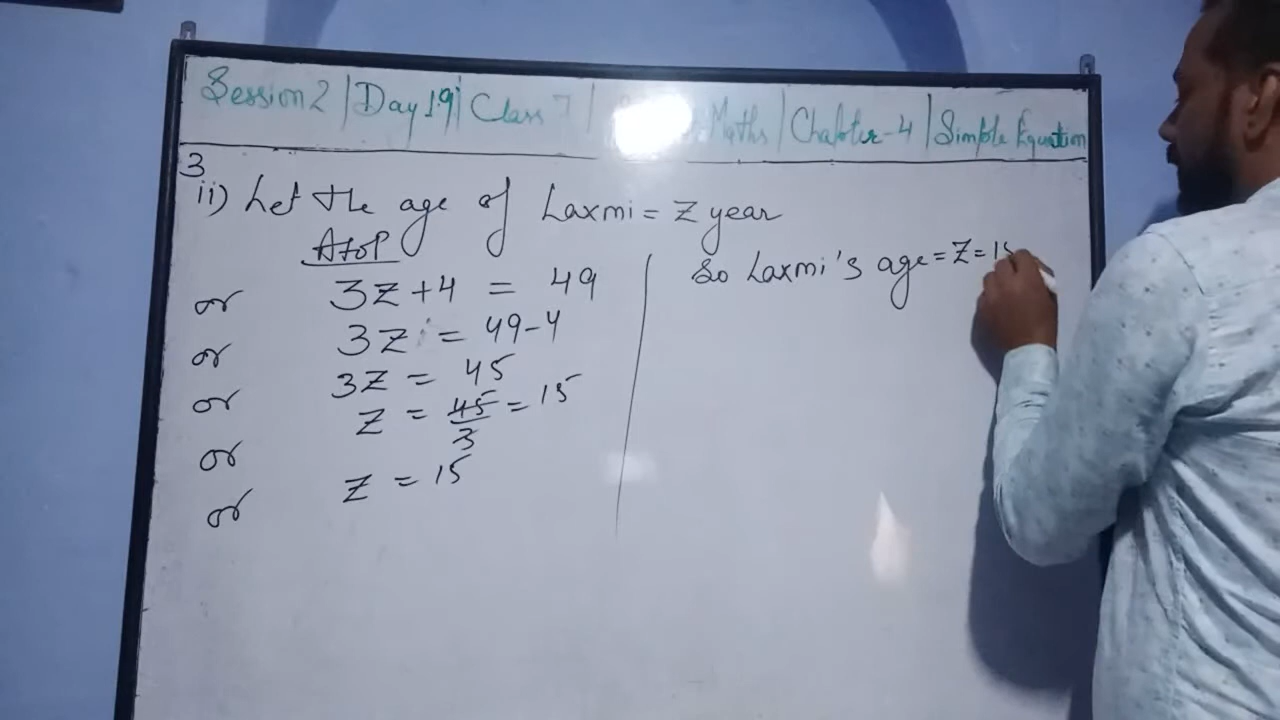 Session 2 | Day 19 | Class 7 | Maths | Chapter-4 | Simple Equation
3
ii) Let the age of Laxmi = Z year
ATOP
or 3Z + 4 = 49
or 3Z = 49 - 4
or 3Z = 45
or Z = 45/3 = 15
or Z = 15
So Laxmi's age = Z = 15